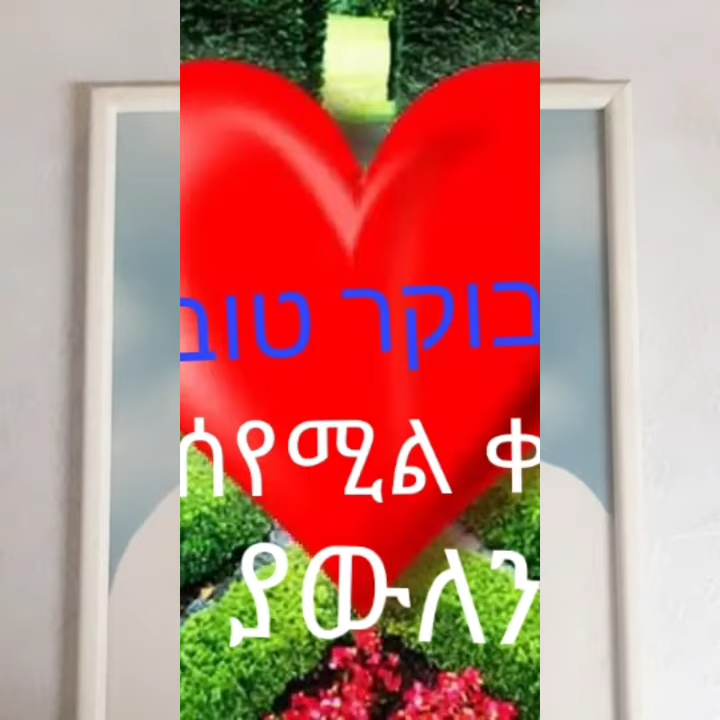 בוקר טוב
ሰየሚል ቀ
ያውለን